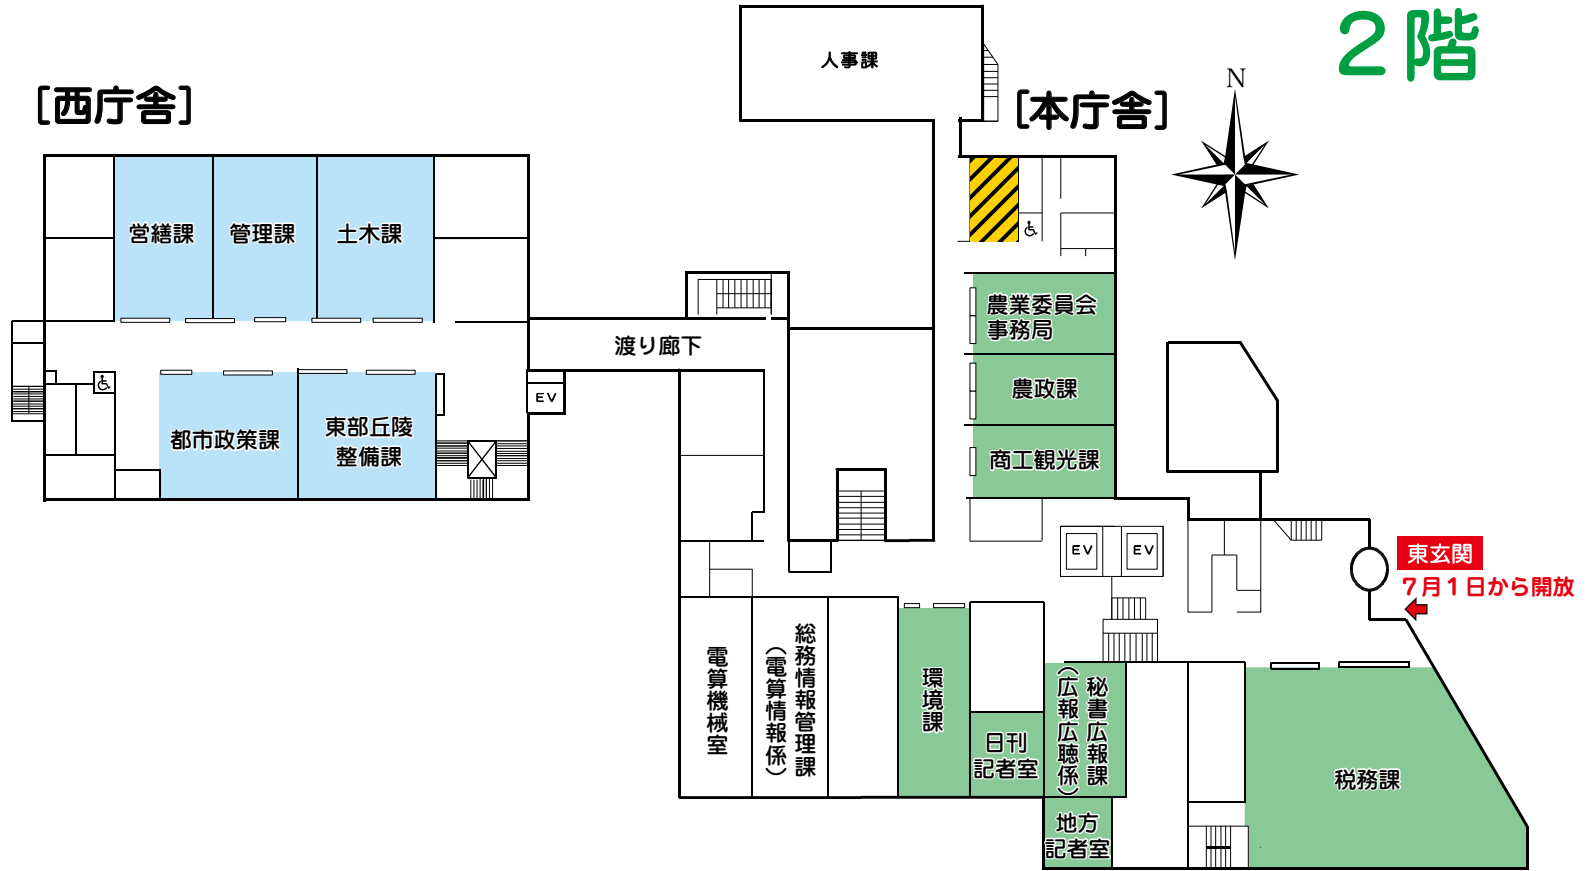 ２階
[西庁舎]
[本庁舎]
N
人事課
営繕課
管理課
土木課
都市政策課
東部丘陵
整備課
渡り廊下
EV
農業委員会
事務局
農政課
商工観光課
EV
EV
東玄関
７月１日から開放
電算機械室
総務情報管理課
（電算情報係）
環境課
日刊
記者室
秘書広報課
（広報広聴係）
地方
記者室
税務課